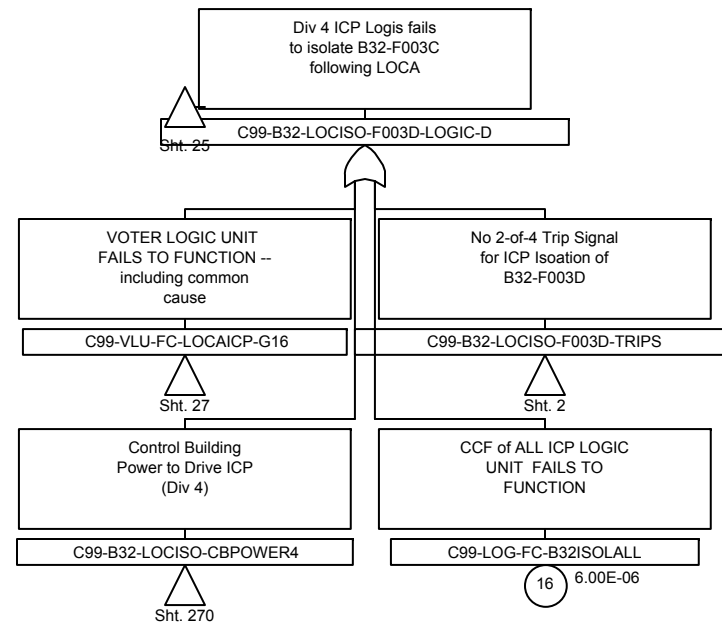 Div 4 ICP Logis fails
to isolate B32-F003C
following LOCA
C99-B32-LOCISO-F003D-LOGIC-D
Sht. 25
VOTER LOGIC UNIT
FAILS TO FUNCTION --
including common
cause
C99-VLU-FC-LOCAICP-G16
Sht. 27
No 2-of-4 Trip Signal
for ICP Isoation of
B32-F003D
C99-B32-LOCISO-F003D-TRIPS
Sht. 2
Control Building
Power to Drive ICP
(Div 4)
C99-B32-LOCISO-CBPOWER4
Sht. 270
CCF of ALL ICP LOGIC
UNIT FAILS TO
FUNCTION
C99-LOG-FC-B32ISOLALL
16 6.00E-06